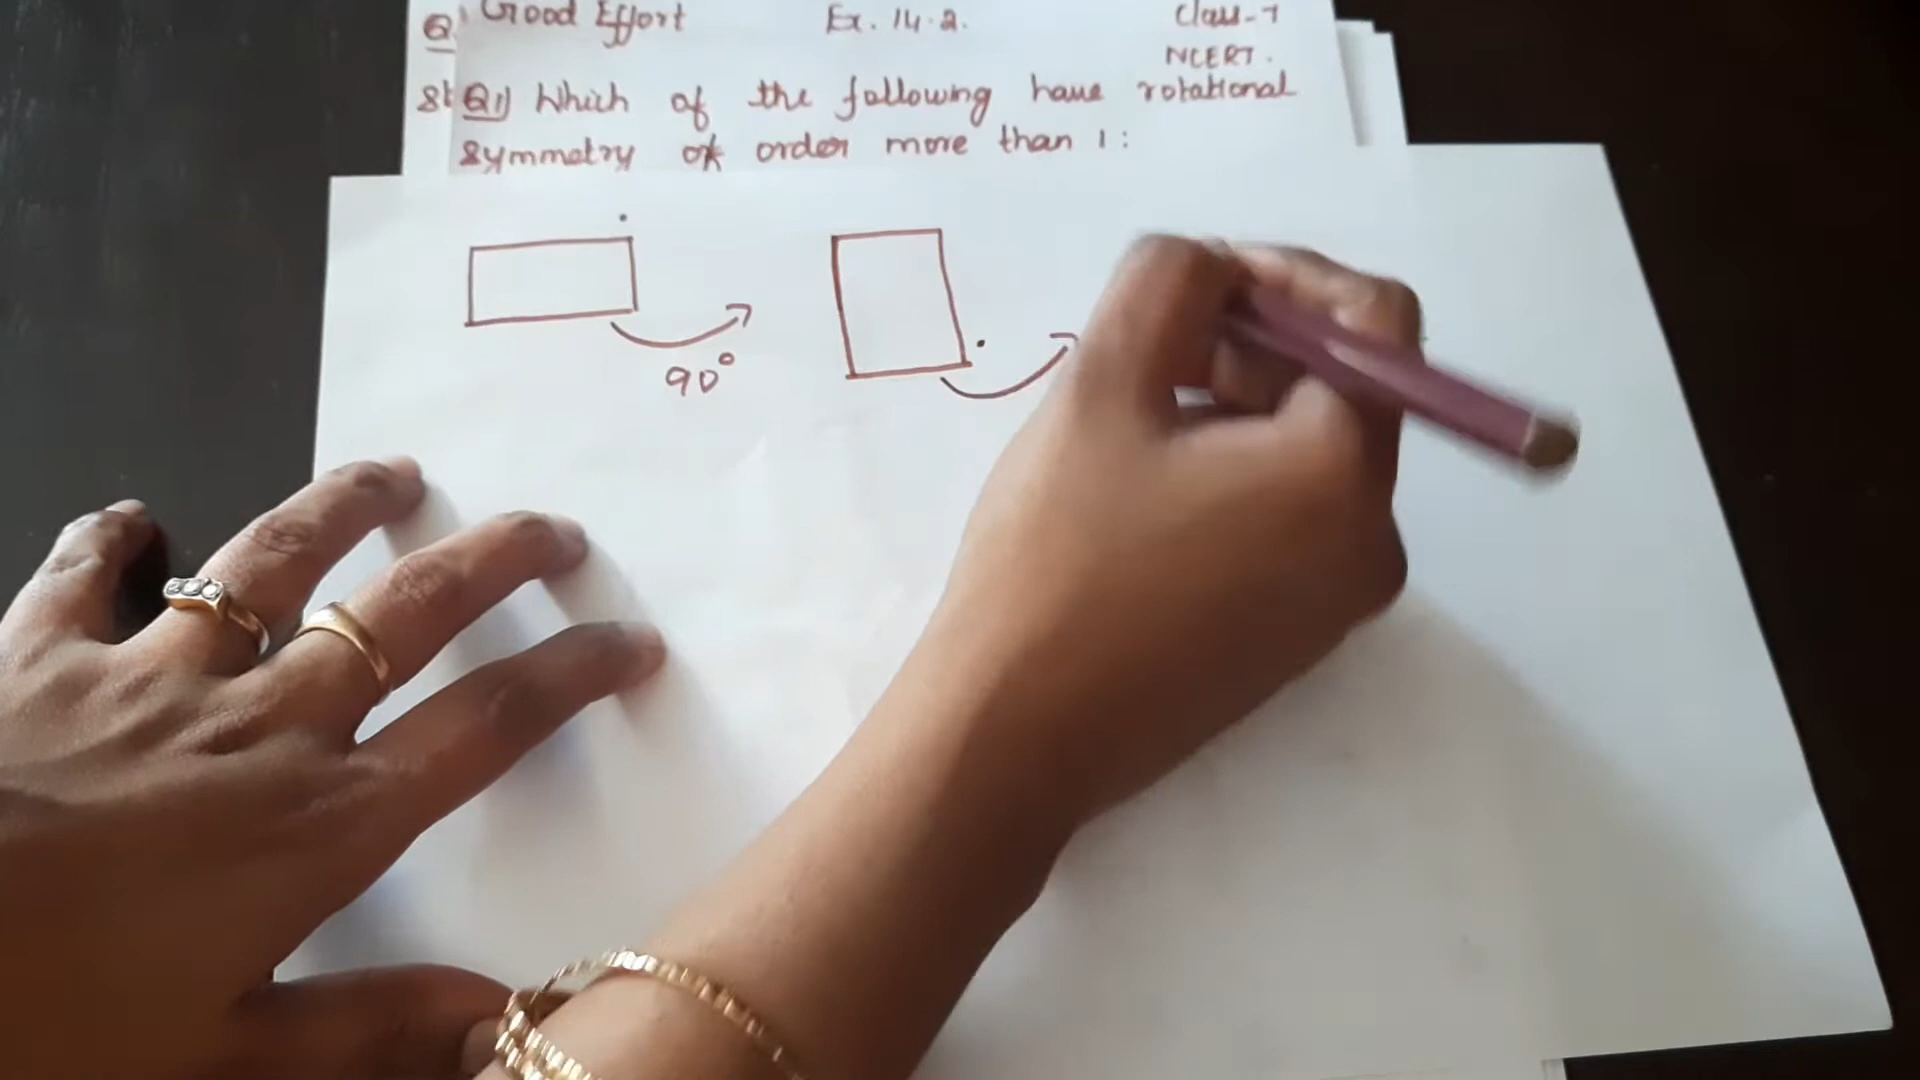 Q Good Effort Ex. 14.2. Class-7
NCERT.
St Q1) Which of the following have rotational
symmetry of order more than 1:
90°